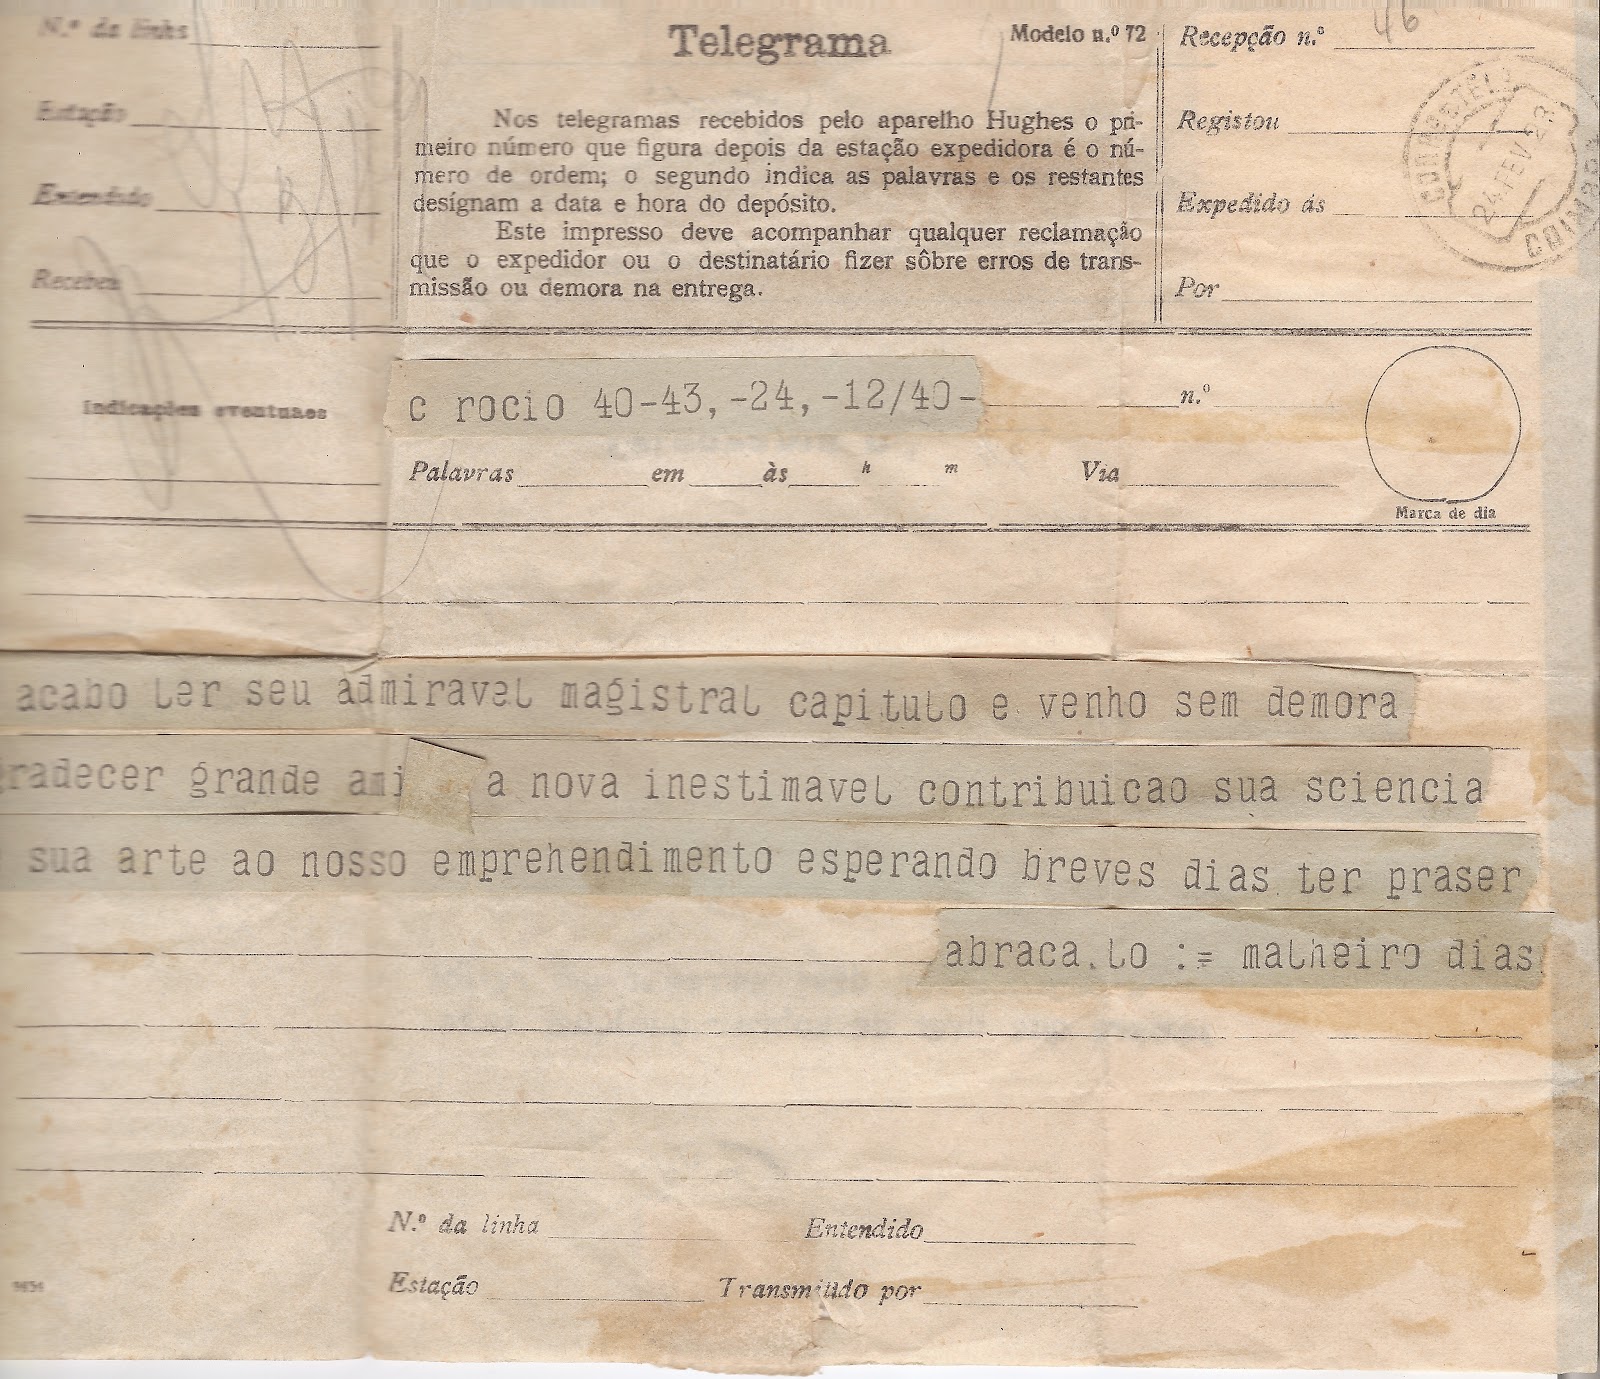 N.º da linha
Telegrama
Modelo n.º 72
Recepção n.º 46
Estação
Nos telegramas recebidos pelo aparelho Hughes o pri-
meiro número que figura depois da estação expedidora é o nú-
mero de ordem; o segundo indica as palavras e os restantes
designam a data e hora do depósito.
Este impresso deve acompanhar qualquer reclamação
que o expedidor ou o destinatário fizer sôbre erros de trans-
missão ou demora na entrega.
Registou
Entendido
Expedido ás
Recebeu
Por
24 FEV 23
COIMBRA
Indicações eventuaes
c rocio 40-43,-24,-12/40-
n.º
Palavras em às h m Via
Marca de dia
acabo ler seu admiravel magistral capitulo e venho sem demora
gradecer grande ami a nova inestimavel contribuicao sua sciencia
sua arte ao nosso emprehendimento esperando breves dias ter praser
abraca.lo := malheiro dias
N.º da linha Entendido
Estação Transmitido por